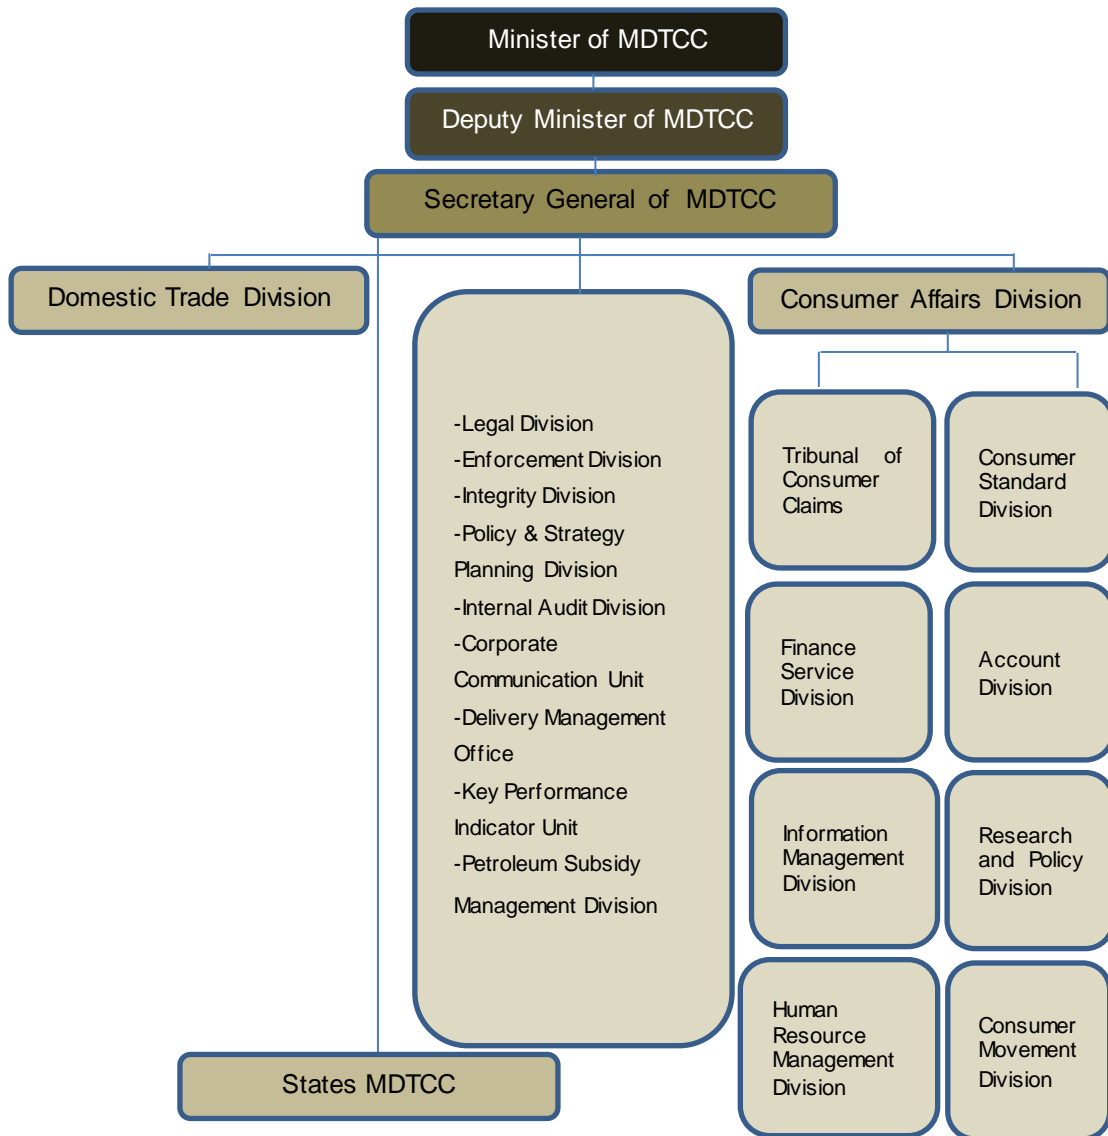 Minister of MDTCC
Deputy Minister of MDTCC
Secretary General of MDTCC
Domestic Trade Division
Consumer Affairs Division
-Legal Division
-Enforcement Division
-Integrity Division
-Policy & Strategy
Planning Division
-Internal Audit Division
-Corporate
Communication Unit
-Delivery Management
Office
-Key Performance
Indicator Unit
-Petroleum Subsidy
Management Division
Tribunal of
Consumer
Claims
Consumer
Standard
Division
Finance
Service
Division
Account
Division
Information
Management
Division
Research
and Policy
Division
Human
Resource
Management
Division
Consumer
Movement
Division
States MDTCC